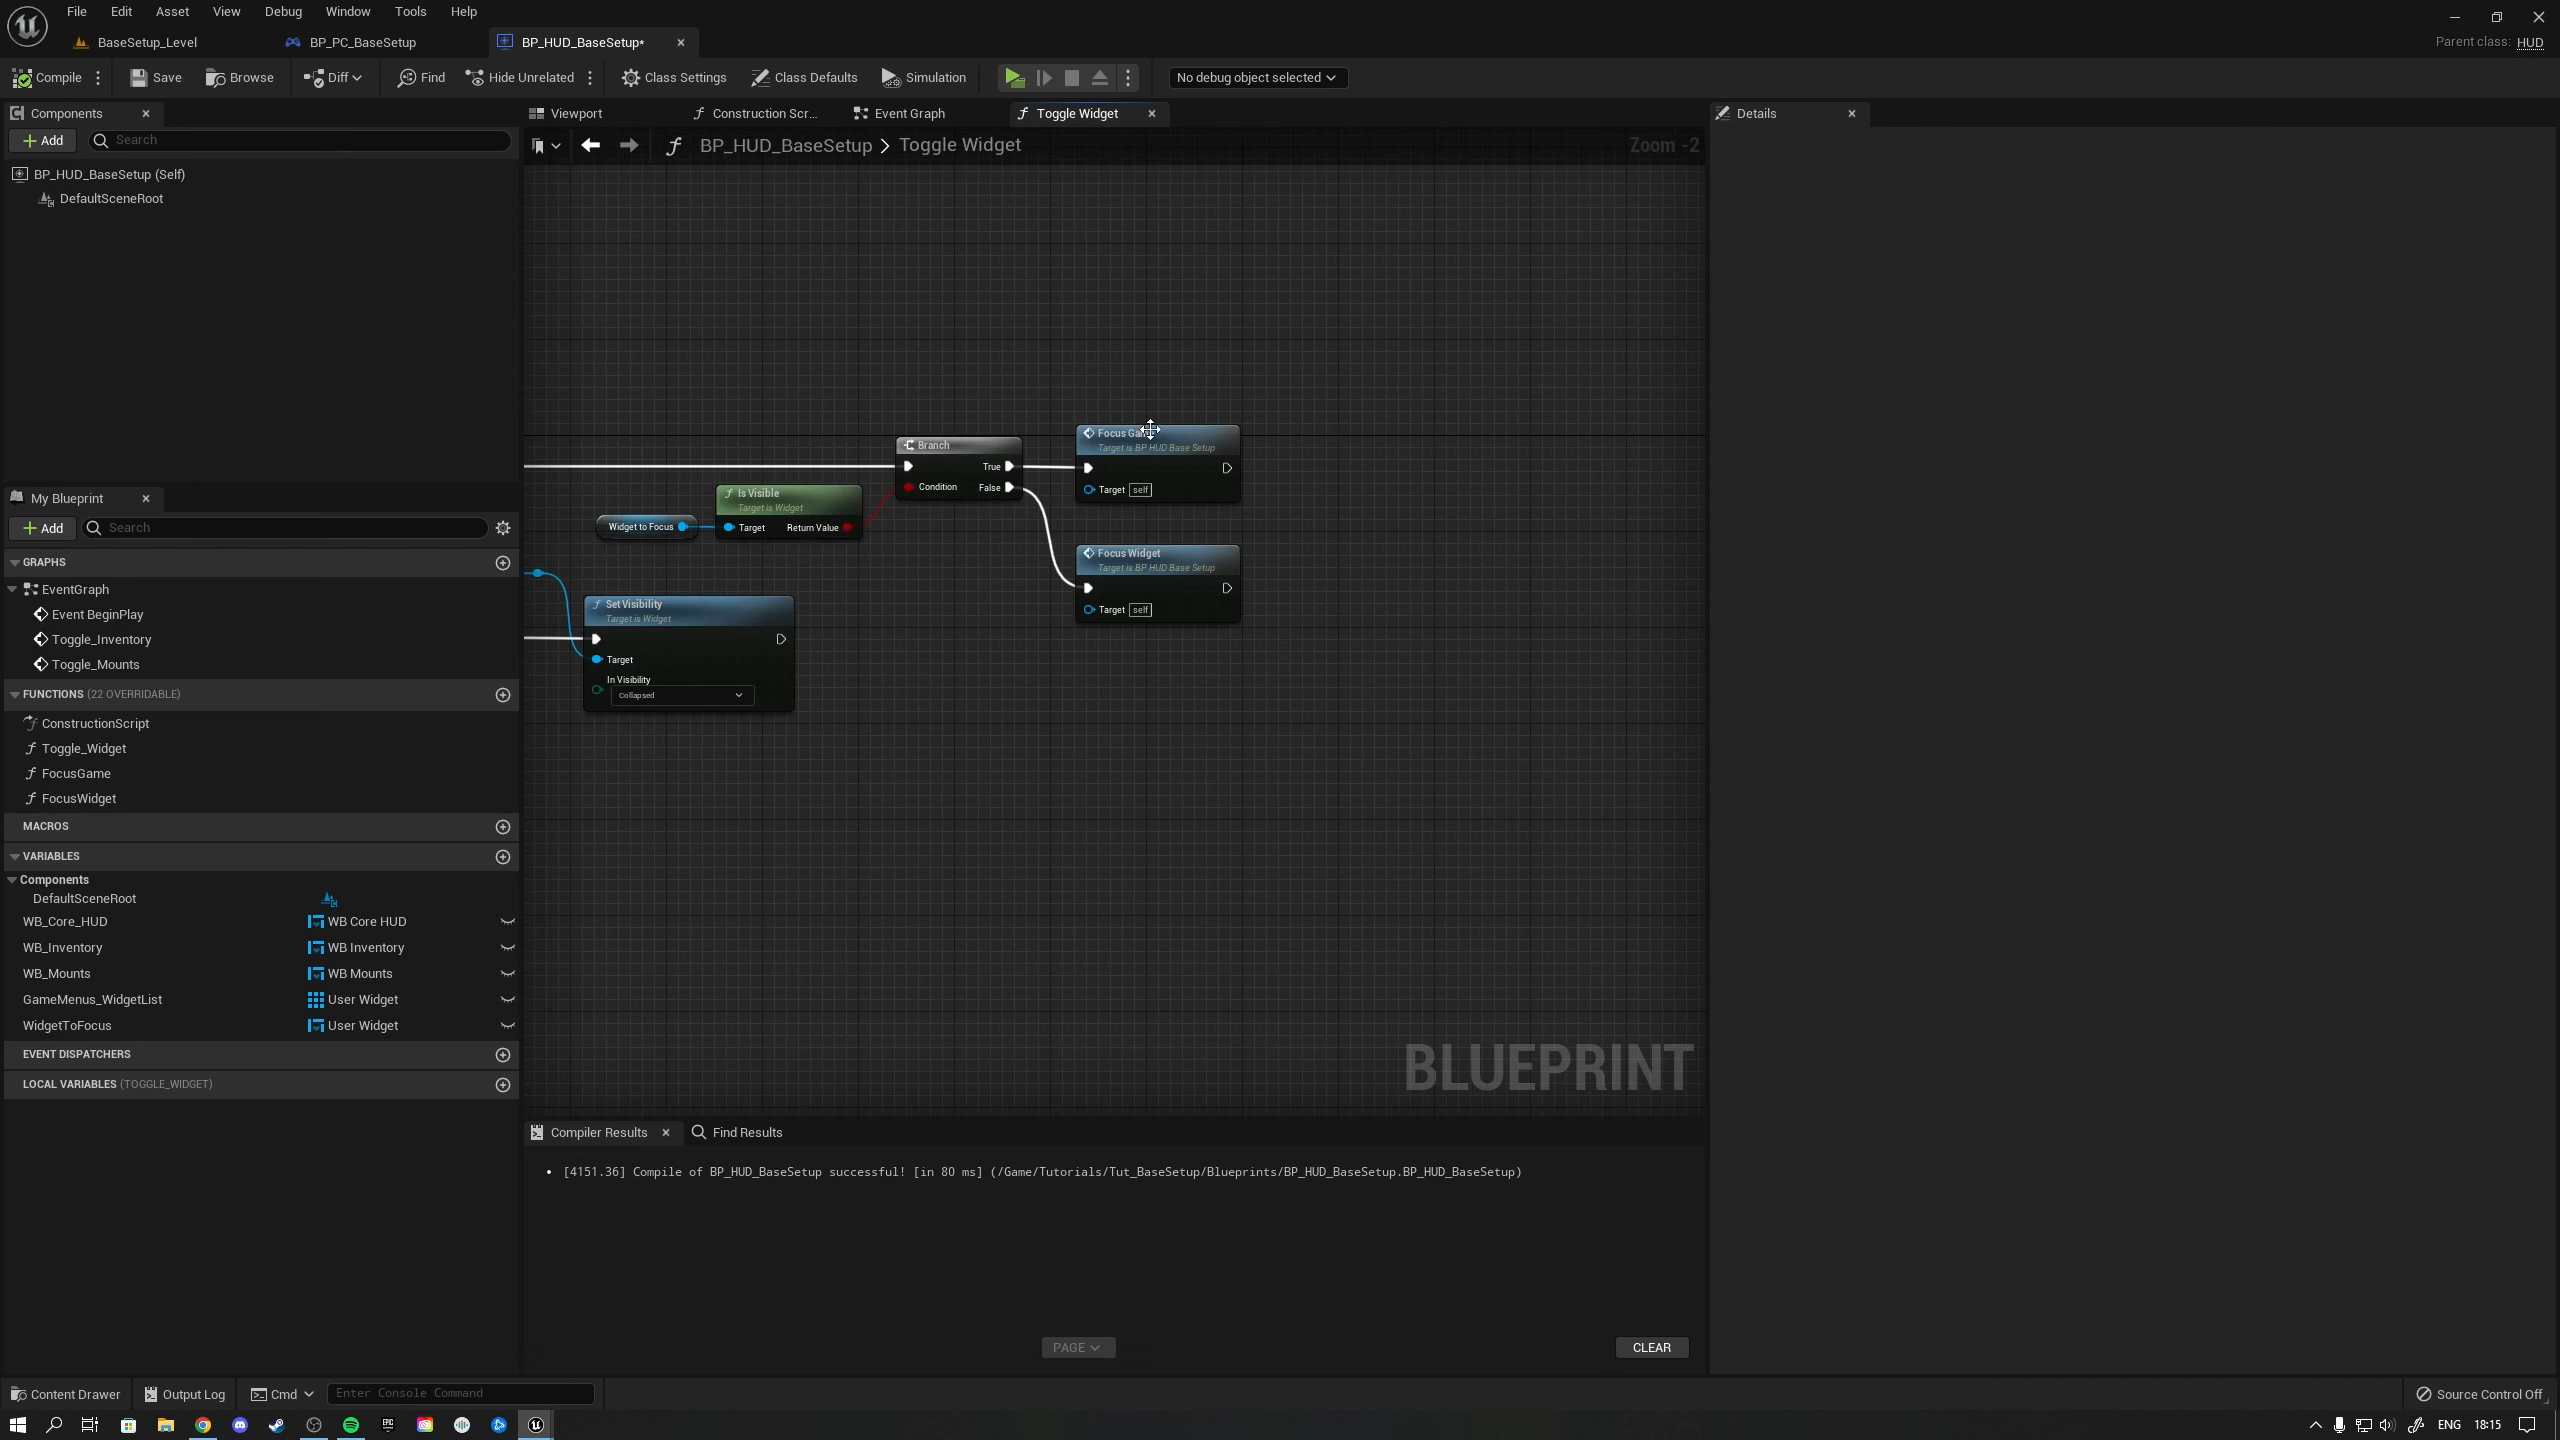 File Edit Asset View Debug Window Tools Help
BaseSetup_Level BP_PC_BaseSetup BP_HUD_BaseSetup*
Parent class: HUD
Compile Save Browse Diff Find Hide Unrelated Class Settings Class Defaults Simulation No debug object selected
Components
Add Search
BP_HUD_BaseSetup (Self)
DefaultSceneRoot
My Blueprint
Add Search
GRAPHS
EventGraph
Event BeginPlay
Toggle_Inventory
Toggle_Mounts
FUNCTIONS (22 OVERRIDABLE)
ConstructionScript
Toggle_Widget
FocusGame
FocusWidget
MACROS
VARIABLES
Components
DefaultSceneRoot
WB_Core_HUD WB Core HUD
WB_Inventory WB Inventory
WB_Mounts WB Mounts
GameMenus_WidgetList User Widget
WidgetToFocus User Widget
EVENT DISPATCHERS
LOCAL VARIABLES (TOGGLE_WIDGET)
Viewport Construction Scr... Event Graph Toggle Widget
BP_HUD_BaseSetup > Toggle Widget
Zoom -2
Branch
True
Condition False
Is Visible
Target is Widget
Target Return Value
Widget to Focus
Set Visibility
Target is Widget
Target
In Visibility
Collapsed
Focus
Target is BP HUD Base Setup
Target self
Focus Widget
Target is BP HUD Base Setup
Target self
BLUEPRINT
Compiler Results Find Results
• [4151.36] Compile of BP_HUD_BaseSetup successful! [in 80 ms] (/Game/Tutorials/Tut_BaseSetup/Blueprints/BP_HUD_BaseSetup.BP_HUD_BaseSetup)
PAGE
CLEAR
Details
Content Drawer Output Log Cmd Enter Console Command
Source Control Off
EPIC
ENG 18:15